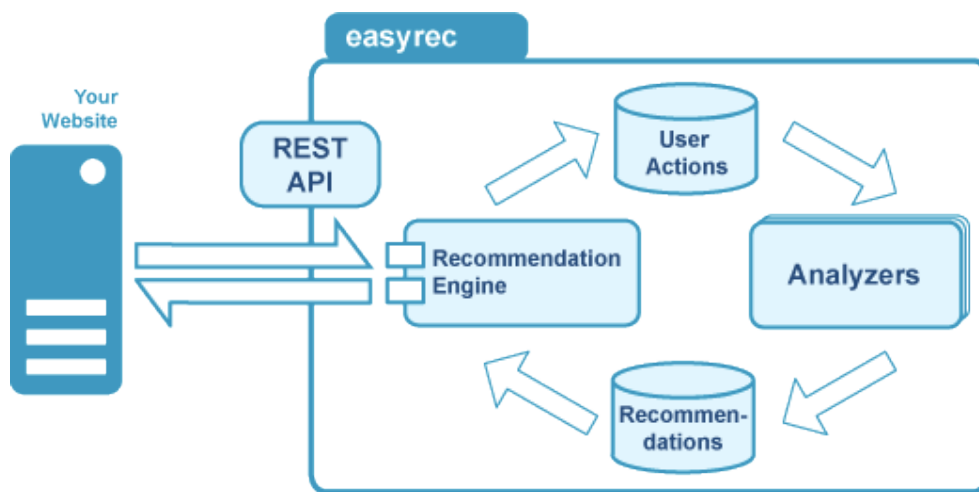 easyrec
Your
Website
REST
API
User
Actions
Recommendation
Engine
Analyzers
Recommen-
dations